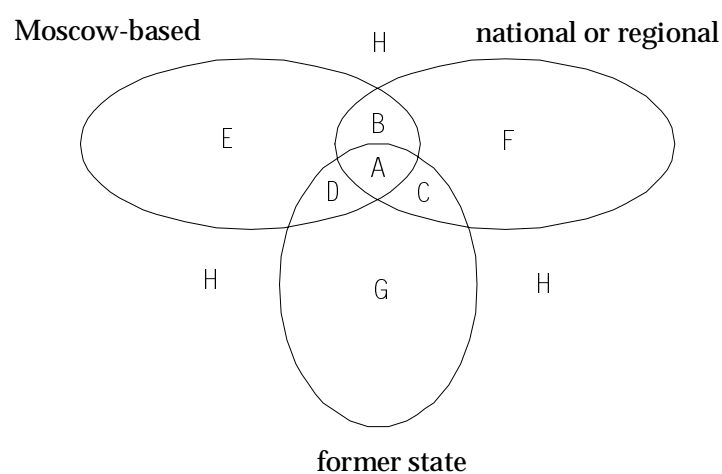 Moscow-based
H
national or regional
B
E
F
A
D
C
H
G
H
former state